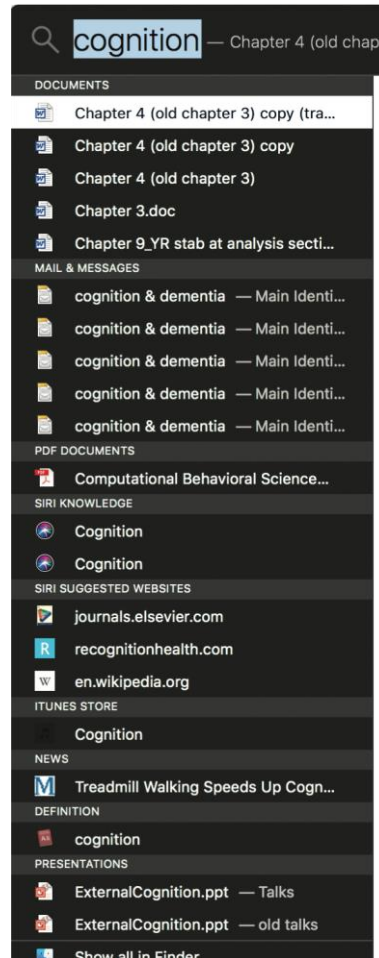 cognition — Chapter 4 (old chap
DOCUMENTS
Chapter 4 (old chapter 3) copy (tra...
Chapter 4 (old chapter 3) copy
Chapter 4 (old chapter 3)
Chapter 3.doc
Chapter 9_YR stab at analysis secti...
MAIL & MESSAGES
cognition & dementia — Main Identi...
cognition & dementia — Main Identi...
cognition & dementia — Main Identi...
cognition & dementia — Main Identi...
cognition & dementia — Main Identi...
PDF DOCUMENTS
Computational Behavioral Science...
SIRI KNOWLEDGE
Cognition
Cognition
SIRI SUGGESTED WEBSITES
journals.elsevier.com
R recognitionhealth.com
W en.wikipedia.org
ITUNES STORE
Cognition
NEWS
M Treadmill Walking Speeds Up Cogn...
DEFINITION
Aa cognition
PRESENTATIONS
ExternalCognition.ppt — Talks
ExternalCognition.ppt — old talks
Show all in Finder